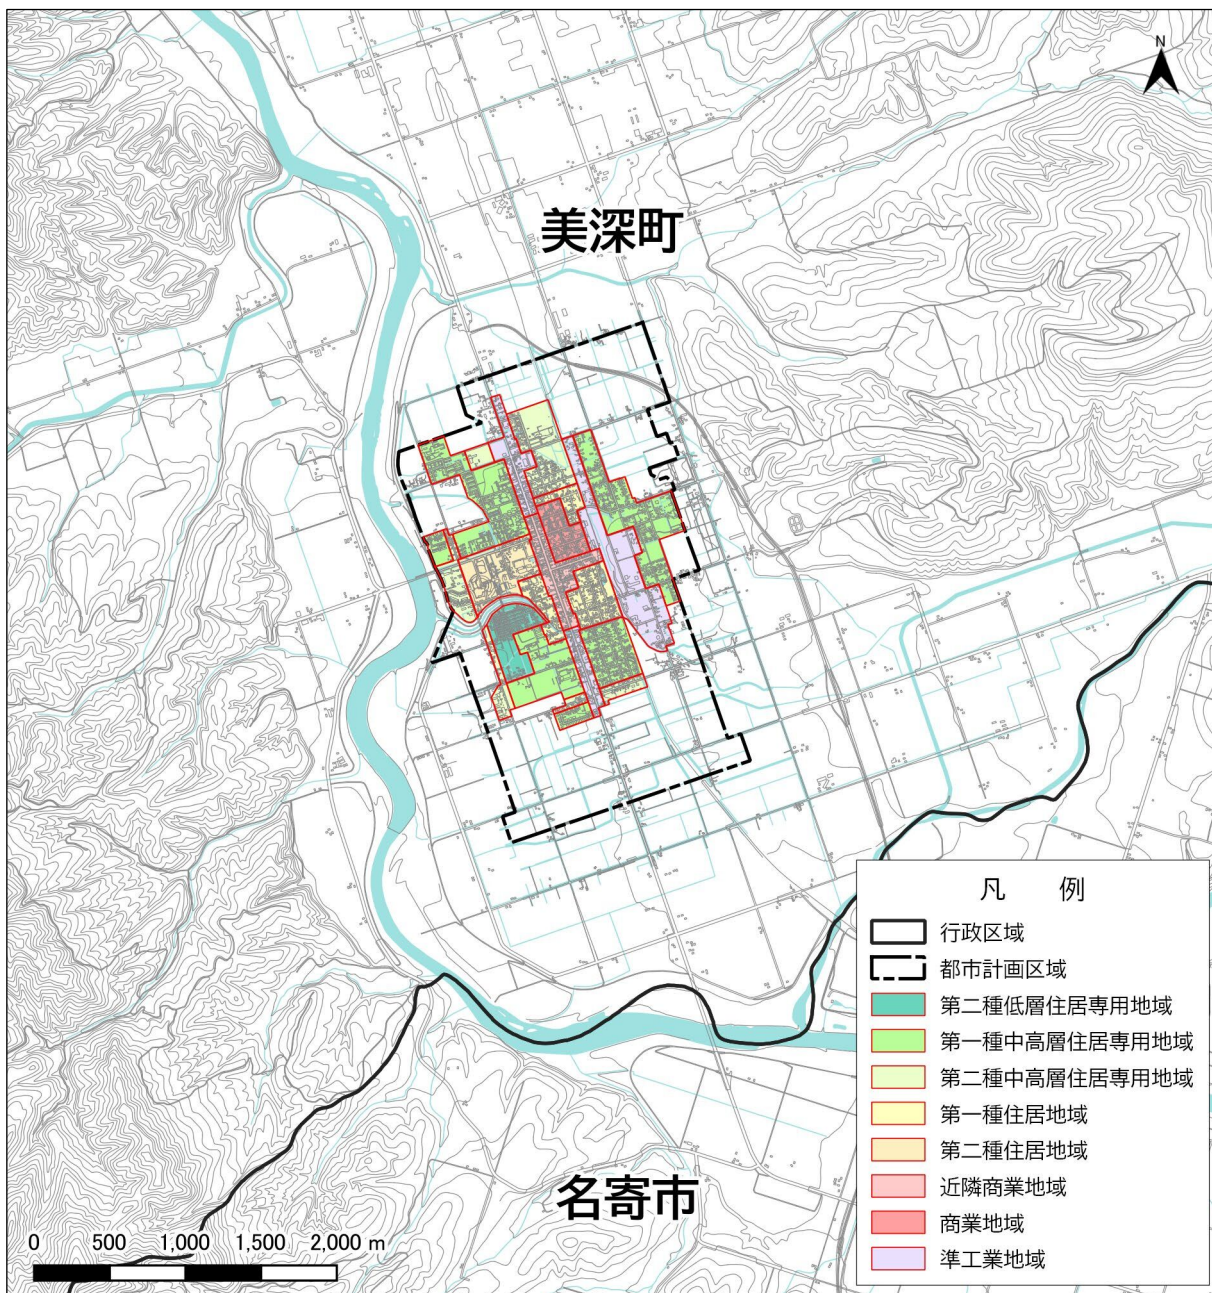 N
美深町
凡 例
行政区域
都市計画区域
第二種低層住居専用地域
第一種中高層住居専用地域
第二種中高層住居専用地域
第一種住居地域
第二種住居地域
近隣商業地域
商業地域
準工業地域
名寄市
0 500 1,000 1,500 2,000 m